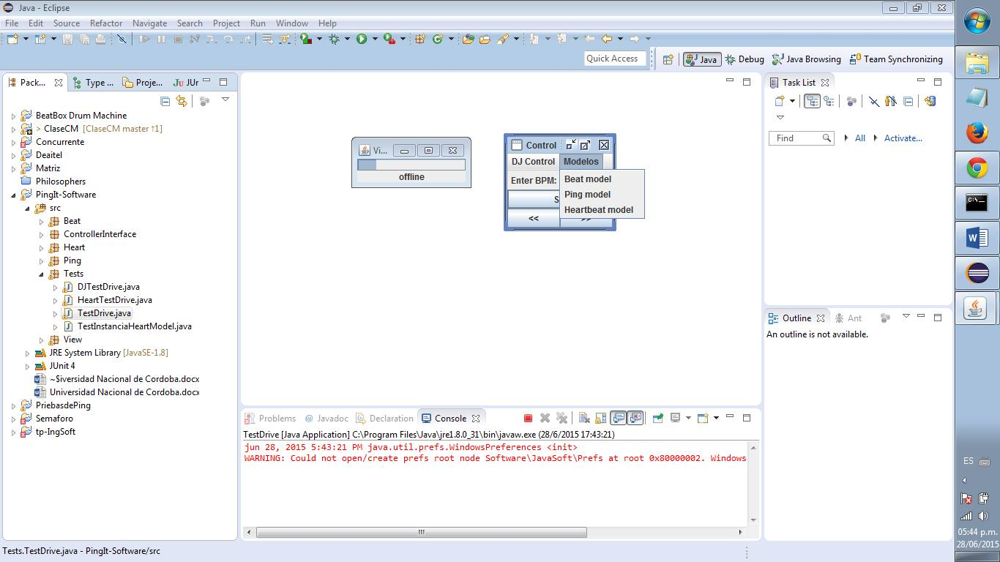 Java - Eclipse
File Edit Source Refactor Navigate Search Project Run Window Help
Quick Access
Java Debug Java Browsing Team Synchronizing
Pack... Type ... Proje... JUr
BeatBox Drum Machine
> ClaseCM [ClaseCM master ↑1]
Concurrente
Deaitel
Matriz
Philosophers
PingIt-Software
src
Beat
ControllerInterface
Heart
Ping
Tests
DJTestDrive.java
HeartTestDrive.java
TestDrive.java
TestInstanciaHeartModel.java
View
JRE System Library [JavaSE-1.8]
JUnit 4
~$iversidad Nacional de Cordoba.docx
Universidad Nacional de Cordoba.docx
PriebasdePing
Semaforo
tp-IngSoft
Vi...
offline
Control
DJ Control Modelos
Enter BPM:
S
<< >>
Beat model
Ping model
Heartbeat model
Task List
Find All Activate...
Outline Ant
An outline is not available.
Problems @ Javadoc Declaration Console
TestDrive [Java Application] C:\Program Files\Java\jre1.8.0_31\bin\javaw.exe (28/6/2015 17:43:21)
jun 28, 2015 5:43:21 PM java.util.prefs.WindowsPreferences <init>
WARNING: Could not open/create prefs root node Software\JavaSoft\Prefs at root 0x80000002. Windows
Tests.TestDrive.java - PingIt-Software/src
ES
05:44 p.m.
28/06/2015